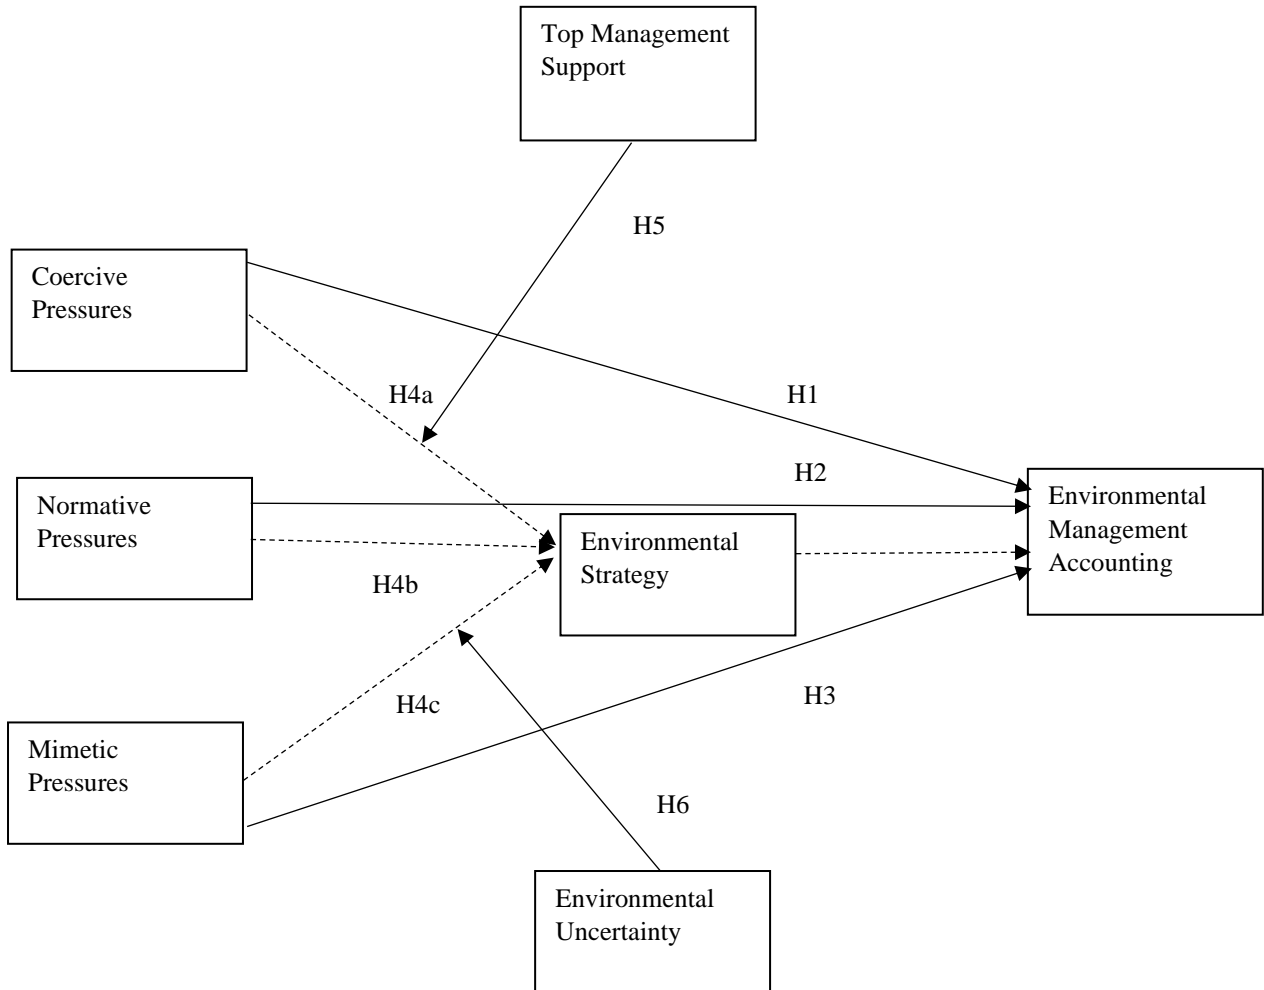 Top Management
Support
H5
Coercive
Pressures
H4a
H1
H2
Normative
Pressures
Environmental
Management
Accounting
Environmental
Strategy
H4b
H3
H4c
Mimetic
Pressures
H6
Environmental
Uncertainty